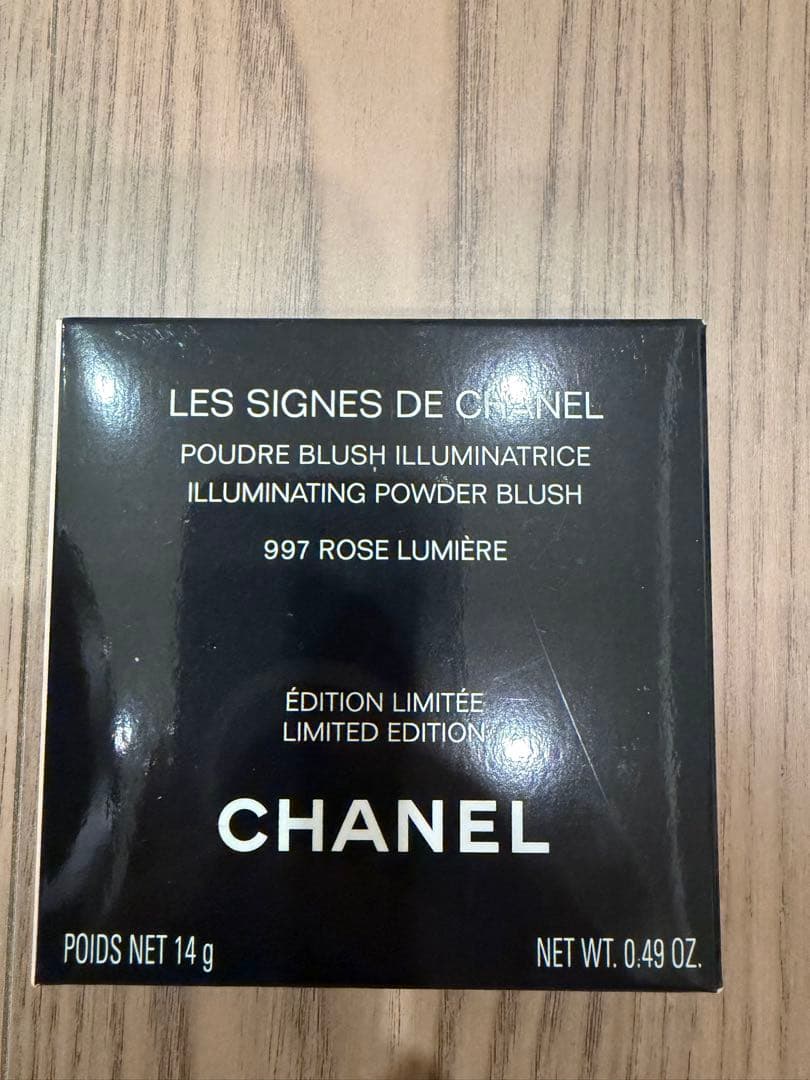 LES SIGNES DE CHANEL
POUDRE BLUSH ILLUMINATRICE
ILLUMINATING POWDER BLUSH
997 ROSE LUMIÈRE
ÉDITION LIMITÉE
LIMITED EDITION
CHANEL
POIDS NET 14 g NET WT. 0.49 OZ.